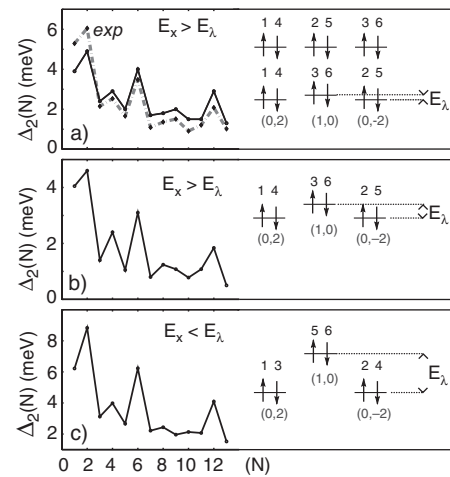 exp
E_x > E_λ
Δ_2(N) (meV)
6
4
2
0
a)
1 4 2 5 3 6
1 4 3 6 2 5
E_λ
(0,2) (1,0) (0,-2)
E_x > E_λ
Δ_2(N) (meV)
4
2
0
b)
1 4 3 6 2 5
E_λ
(0,2) (1,0) (0,-2)
E_x < E_λ
Δ_2(N) (meV)
8
6
4
2
c)
5 6
1 3 (1,0) 2 4
E_λ
(0,2) (0,-2)
0 2 4 6 8 10 12 (N)